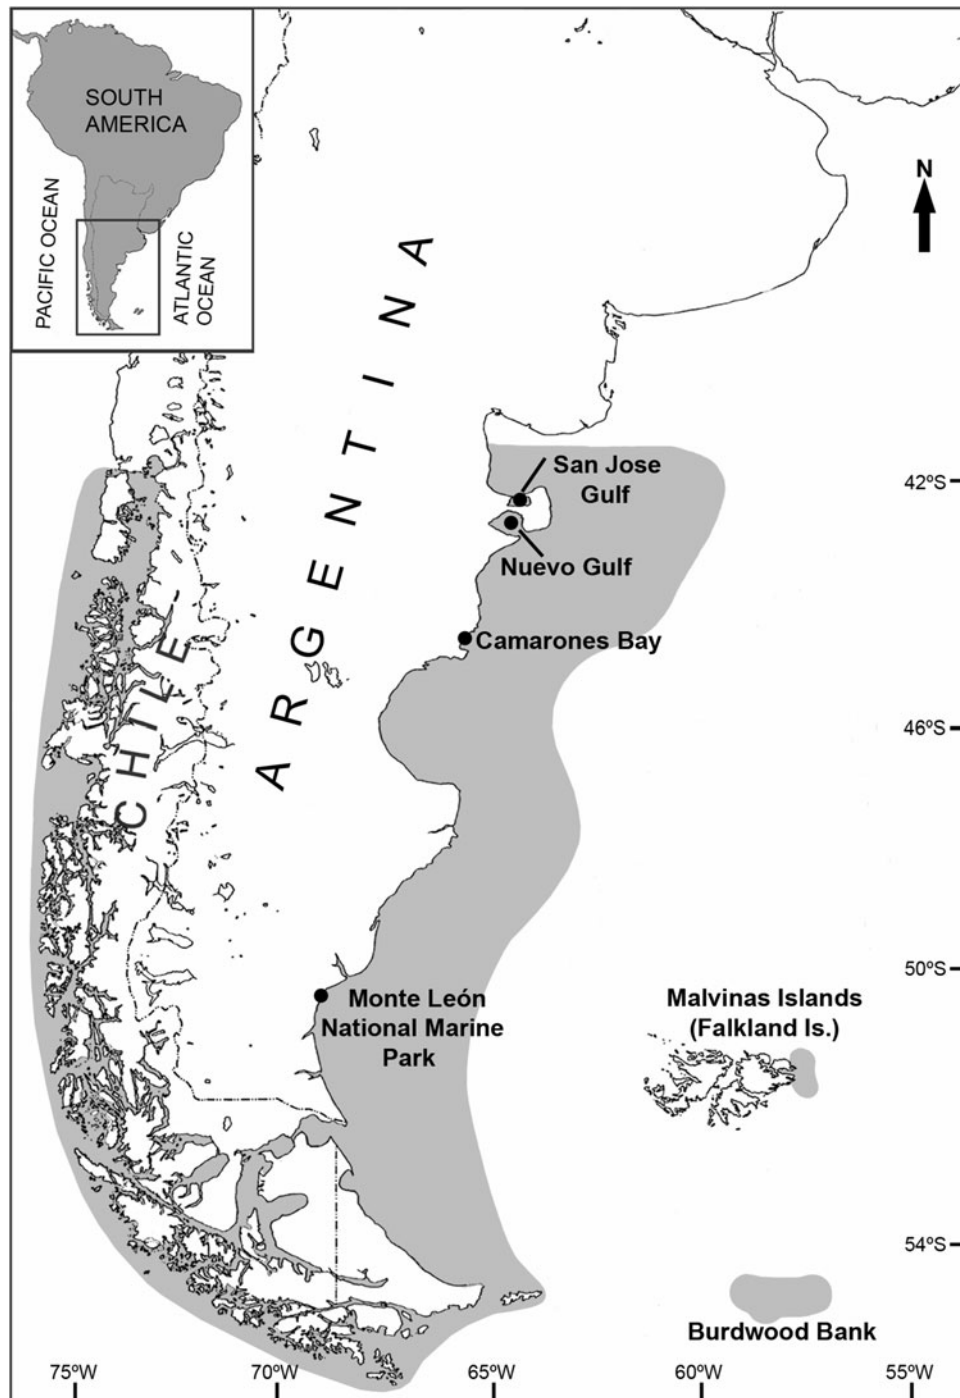 SOUTH
AMERICA
PACIFIC OCEAN
ATLANTIC
OCEAN
N
ARGENTINA
CHILE
San Jose
Gulf
42ºS
Nuevo Gulf
Camarones Bay
46ºS
50ºS
Monte León
National Marine
Park
Malvinas Islands
(Falkland Is.)
54ºS
Burdwood Bank
75ºW
70ºW
65ºW
60ºW
55ºW